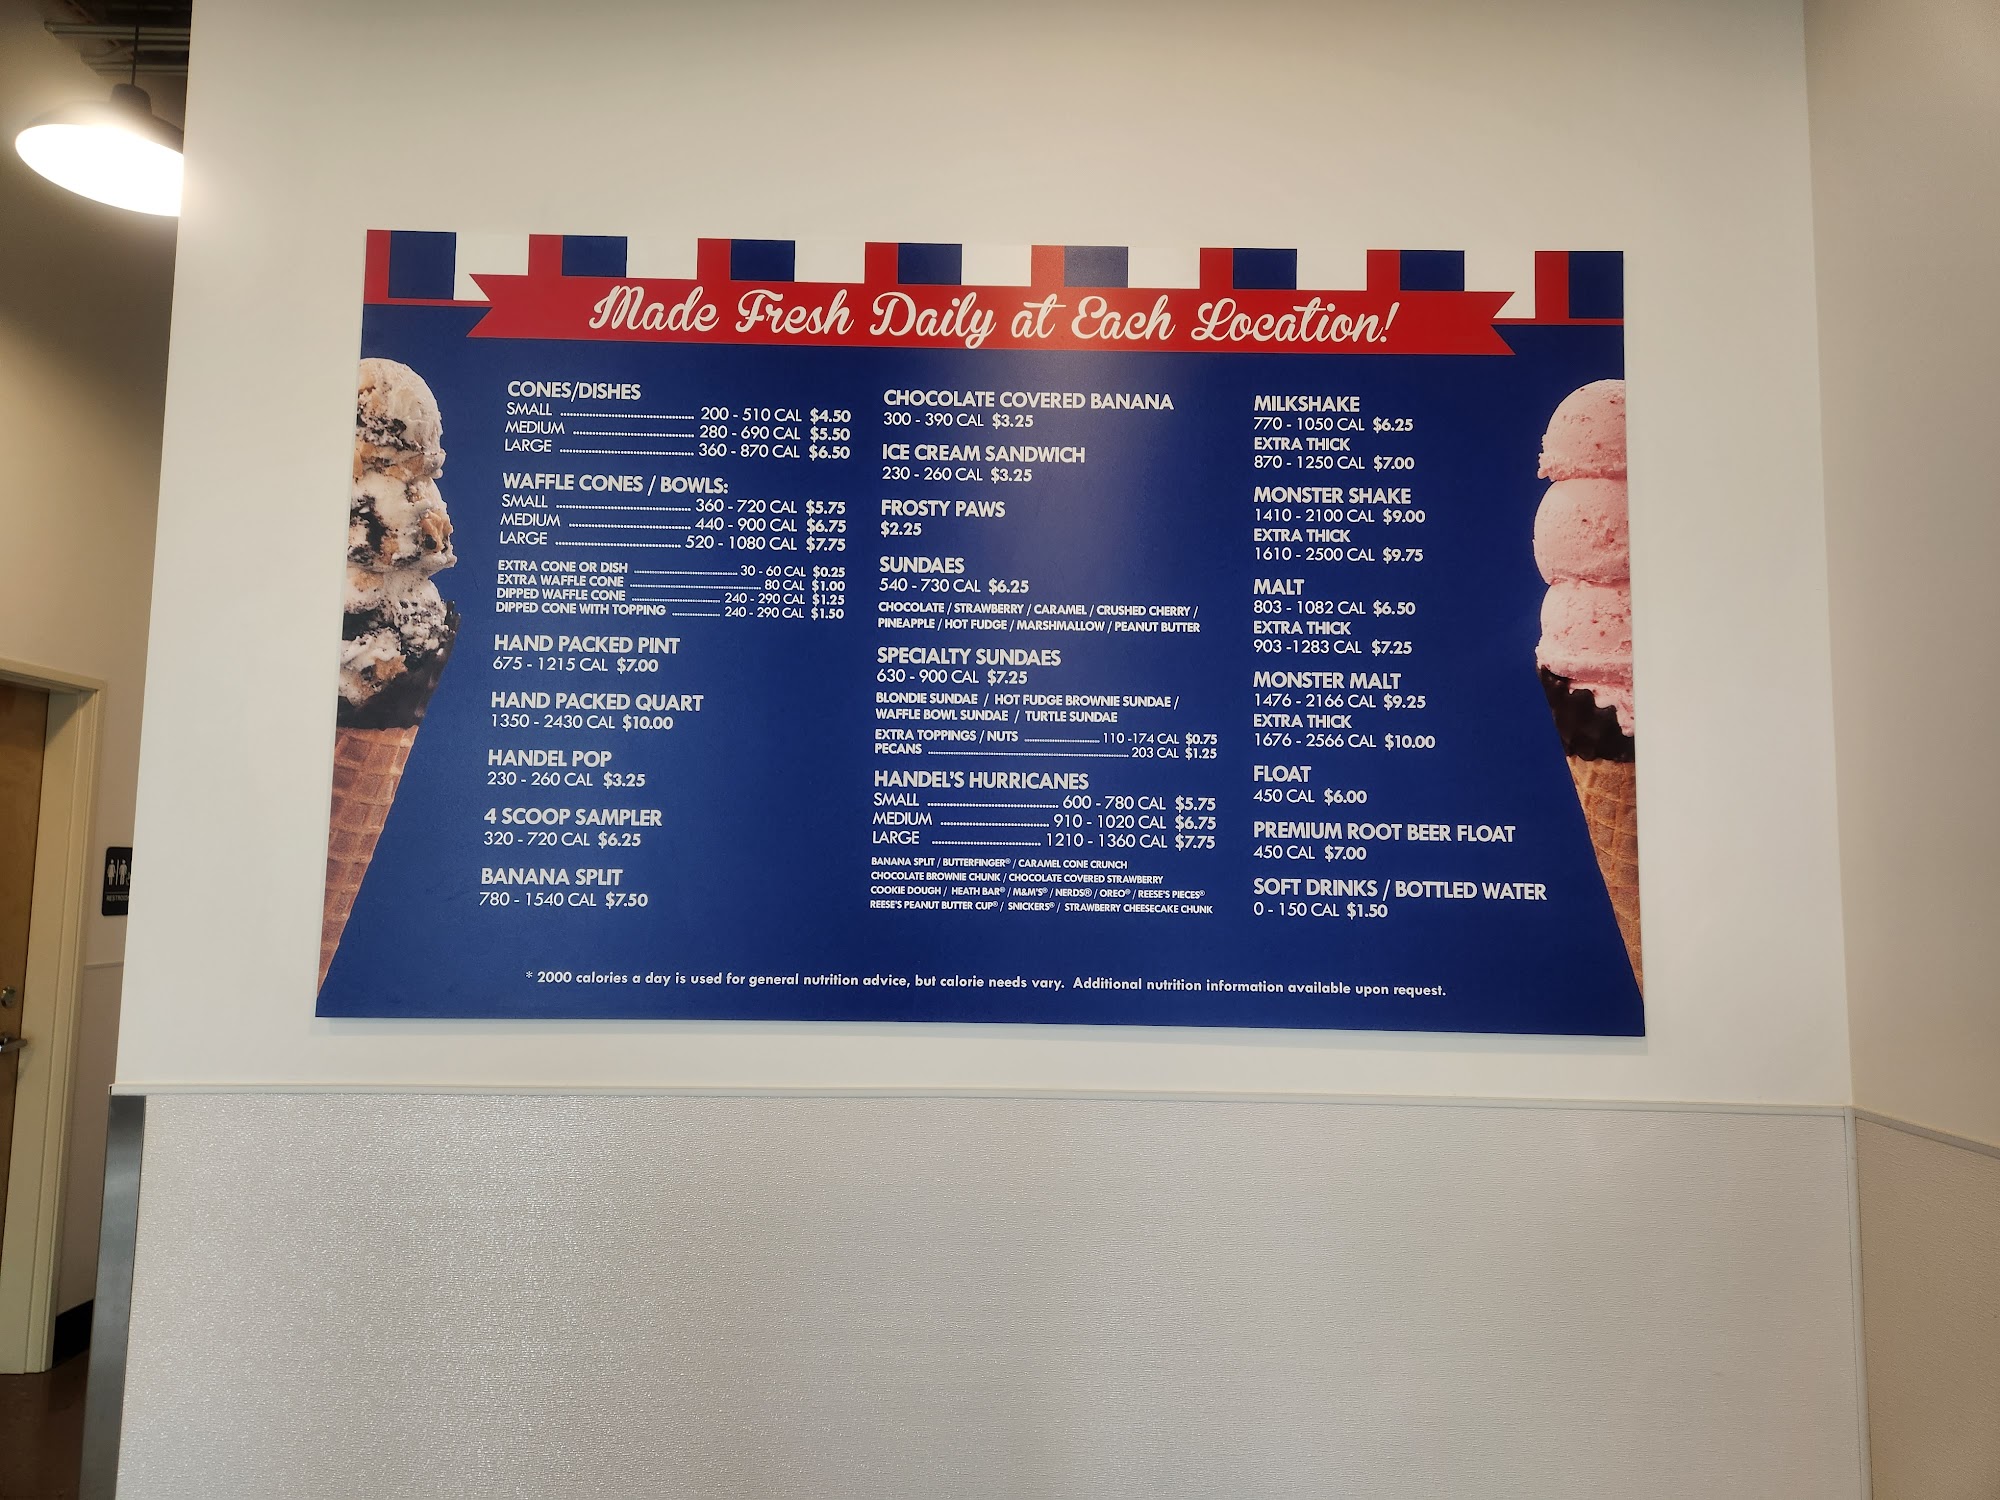 Made Fresh Daily at Each Location!
CONES/DISHES
SMALL 200 - 510 CAL $4.50
MEDIUM 280 - 690 CAL $5.50
LARGE 360 - 870 CAL $6.50
WAFFLE CONES / BOWLS:
SMALL 360 - 720 CAL $5.75
MEDIUM 440 - 900 CAL $6.75
LARGE 520 - 1080 CAL $7.75
EXTRA CONE OR DISH 30 - 60 CAL $0.25
EXTRA WAFFLE CONE 80 CAL $1.00
DIPPED WAFFLE CONE 240 - 290 CAL $1.25
DIPPED CONE WITH TOPPING 240 - 290 CAL $1.50
HAND PACKED PINT
675 - 1215 CAL $7.00
HAND PACKED QUART
1350 - 2430 CAL $10.00
HANDEL POP
230 - 260 CAL $3.25
4 SCOOP SAMPLER
320 - 720 CAL $6.25
BANANA SPLIT
780 - 1540 CAL $7.50
CHOCOLATE COVERED BANANA
300 - 390 CAL $3.25
ICE CREAM SANDWICH
230 - 260 CAL $3.25
FROSTY PAWS
$2.25
SUNDAES
540 - 730 CAL $6.25
CHOCOLATE / STRAWBERRY / CARAMEL / CRUSHED CHERRY /
PINEAPPLE / HOT FUDGE / MARSHMALLOW / PEANUT BUTTER
SPECIALTY SUNDAES
630 - 900 CAL $7.25
BLONDIE SUNDAE / HOT FUDGE BROWNIE SUNDAE /
WAFFLE BOWL SUNDAE / TURTLE SUNDAE
EXTRA TOPPINGS / NUTS 110 -174 CAL $0.75
PECANS 203 CAL $1.25
HANDEL'S HURRICANES
SMALL 600 - 780 CAL $5.75
MEDIUM 910 - 1020 CAL $6.75
LARGE 1210 - 1360 CAL $7.75
BANANA SPLIT / BUTTERFINGER® / CARAMEL CONE CRUNCH
CHOCOLATE BROWNIE CHUNK / CHOCOLATE COVERED STRAWBERRY
COOKIE DOUGH / HEATH BAR® / M&M'S® / NERDS® / OREO® / REESE'S PIECES®
REESE'S PEANUT BUTTER CUP® / SNICKERS® / STRAWBERRY CHEESECAKE CHUNK
MILKSHAKE
770 - 1050 CAL $6.25
EXTRA THICK
870 - 1250 CAL $7.00
MONSTER SHAKE
1410 - 2100 CAL $9.00
EXTRA THICK
1610 - 2500 CAL $9.75
MALT
803 - 1082 CAL $6.50
EXTRA THICK
903 -1283 CAL $7.25
MONSTER MALT
1476 - 2166 CAL $9.25
EXTRA THICK
1676 - 2566 CAL $10.00
FLOAT
450 CAL $6.00
PREMIUM ROOT BEER FLOAT
450 CAL $7.00
SOFT DRINKS / BOTTLED WATER
0 - 150 CAL $1.50
* 2000 calories a day is used for general nutrition advice, but calorie needs vary. Additional nutrition information available upon request.